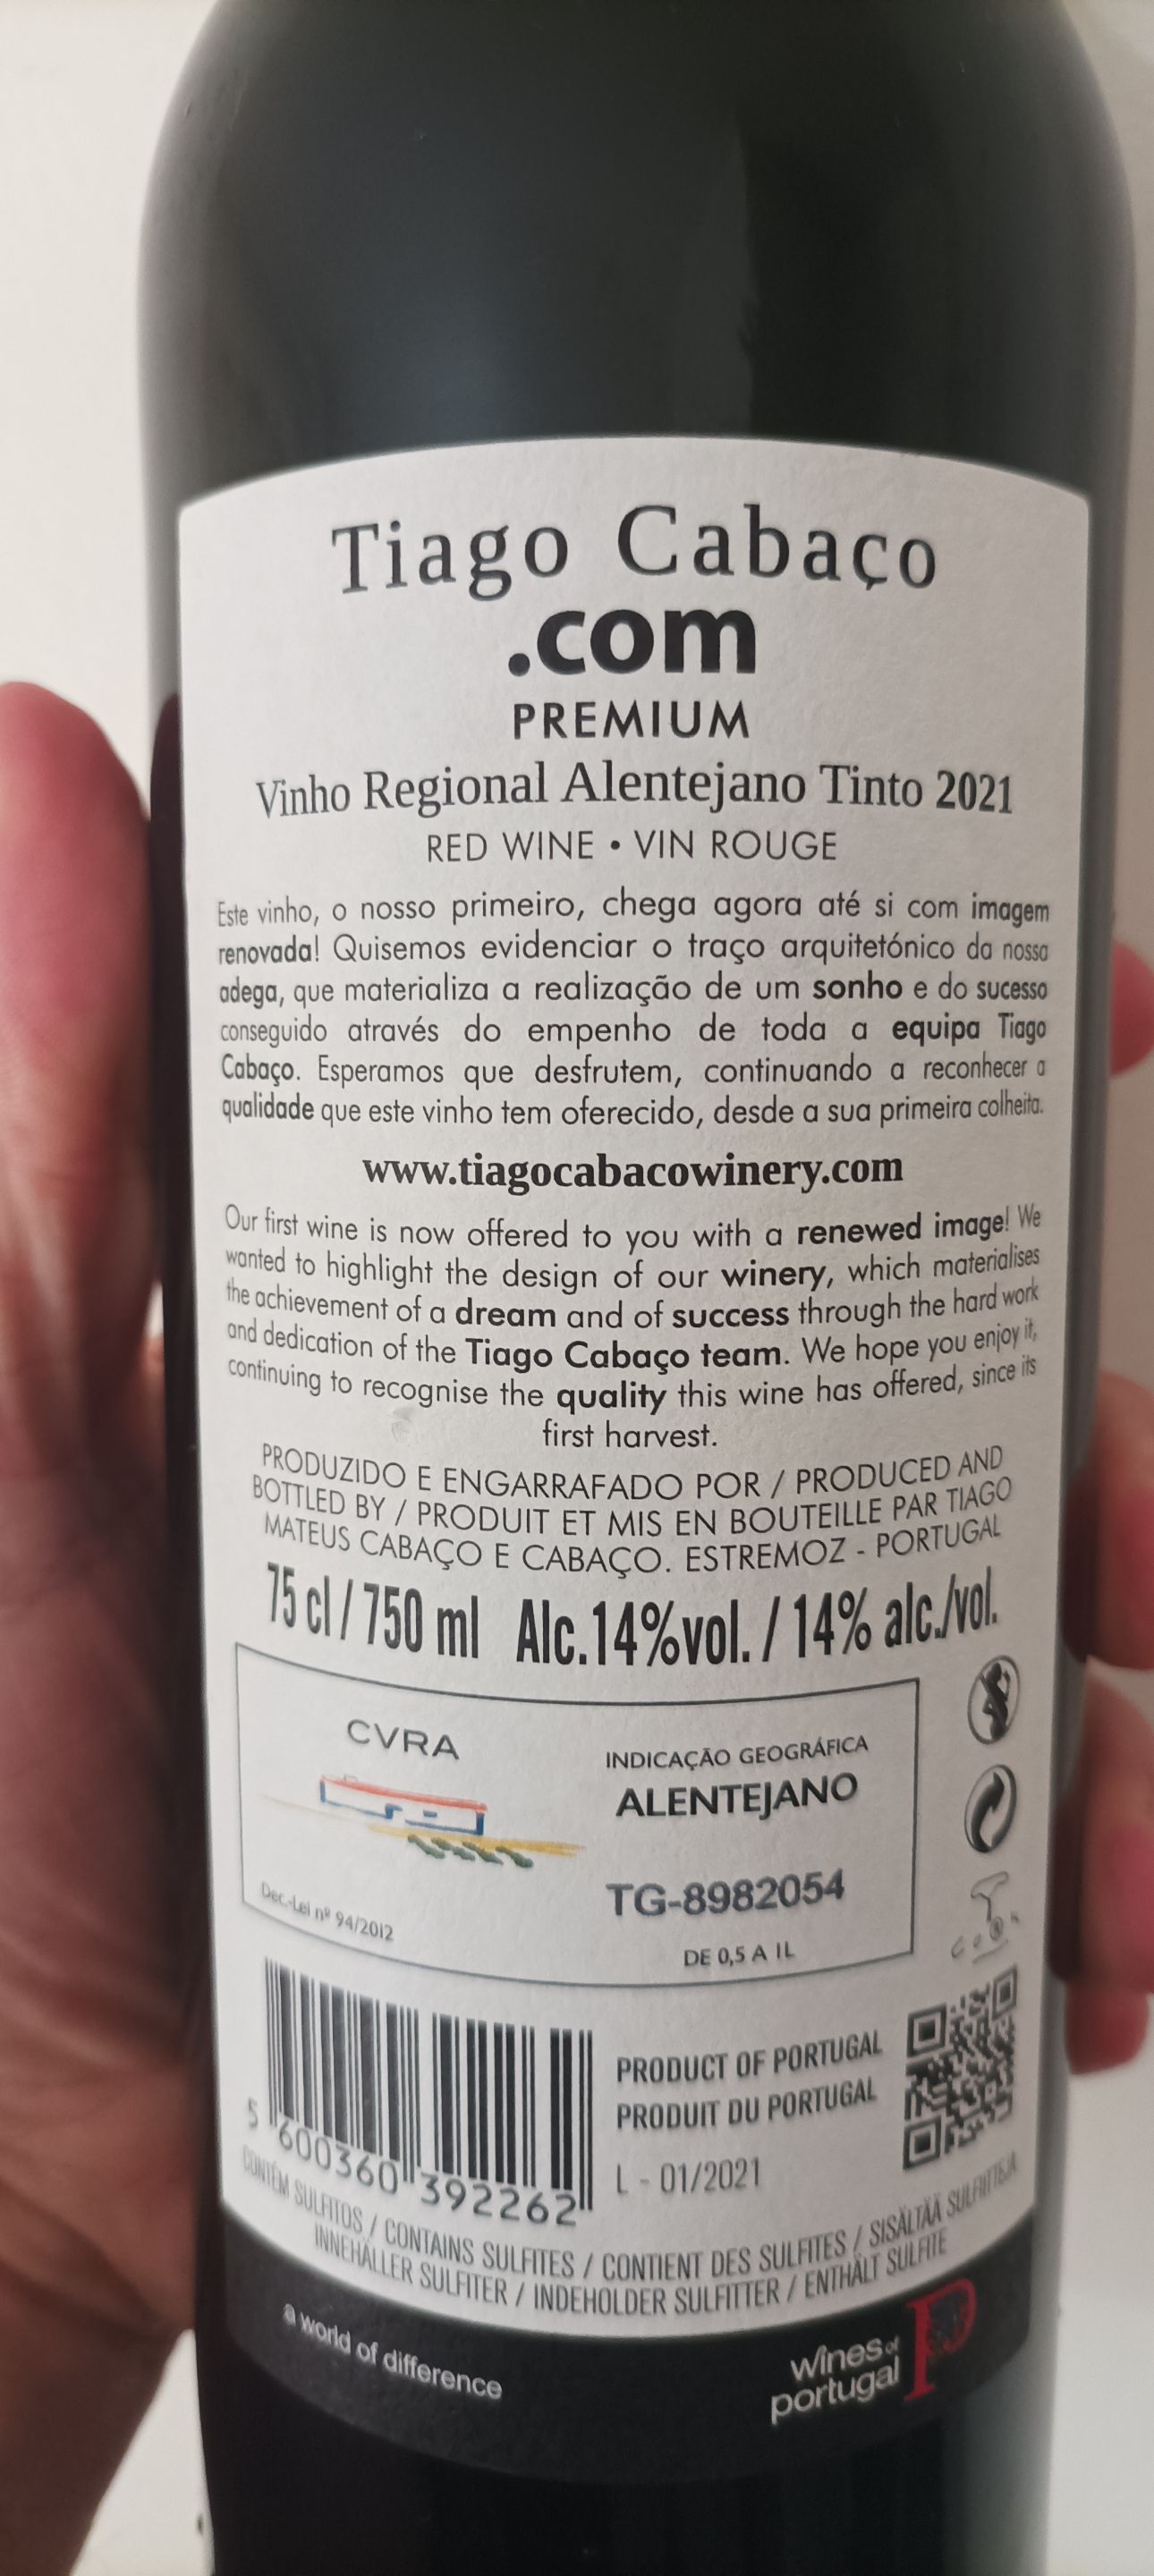 Tiago Cabaço
.com
PREMIUM
Vinho Regional Alentejano Tinto 2021
RED WINE • VIN ROUGE
Este vinho, o nosso primeiro, chega agora até si com imagem
renovada! Quisemos evidenciar o traço arquitetónico da nossa
adega, que materializa a realização de um sonho e do sucesso
conseguido através do empenho de toda a equipa Tiago
Cabaço. Esperamos que desfrutem, continuando a reconhecer a
qualidade que este vinho tem oferecido, desde a sua primeira colheita.
www.tiagocabacowinery.com
Our first wine is now offered to you with a renewed image! We
wanted to highlight the design of our winery, which materialises
the achievement of a dream and of success through the hard work
and dedication of the Tiago Cabaço team. We hope you enjoy it,
continuing to recognise the quality this wine has offered, since its
first harvest.
PRODUZIDO E ENGARRAFADO POR / PRODUCED AND
BOTTLED BY / PRODUIT ET MIS EN BOUTEILLE PAR TIAGO
MATEUS CABAÇO E CABAÇO. ESTREMOZ - PORTUGAL
75 cl / 750 ml Alc.14%vol. / 14% alc./vol.
CVRA
INDICAÇÃO GEOGRÁFICA
ALENTEJANO
TG-8982054
Dec.-Lei nº 94/2012
DE 0,5 A 1L
PRODUCT OF PORTUGAL
PRODUIT DU PORTUGAL
L - 01/2021
5 600360 392262
CONTÉM SULFITOS / CONTAINS SULFITES / CONTIENT DES SULFITES / SISÄLTÄÄ SULFIITTEJA
INNEHÅLLER SULFITER / INDEHOLDER SULFITTER / ENTHÄLT SULFITE
a world of difference
wines of
portugal